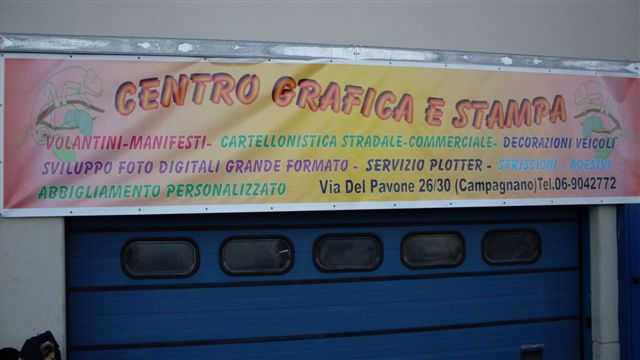 CENTRO GRAFICA E STAMPA
VOLANTINI-MANIFESTI- CARTELLONISTICA STRADALE-COMMERCIALE- DECORAZIONI VEICOLI
SVILUPPO FOTO DIGITALI GRANDE FORMATO - SERVIZIO PLOTTER - STRISCIONI - ADESIVI
ABBIGLIAMENTO PERSONALIZZATO Via Del Pavone 26/30 (Campagnano)Tel.06-9042772